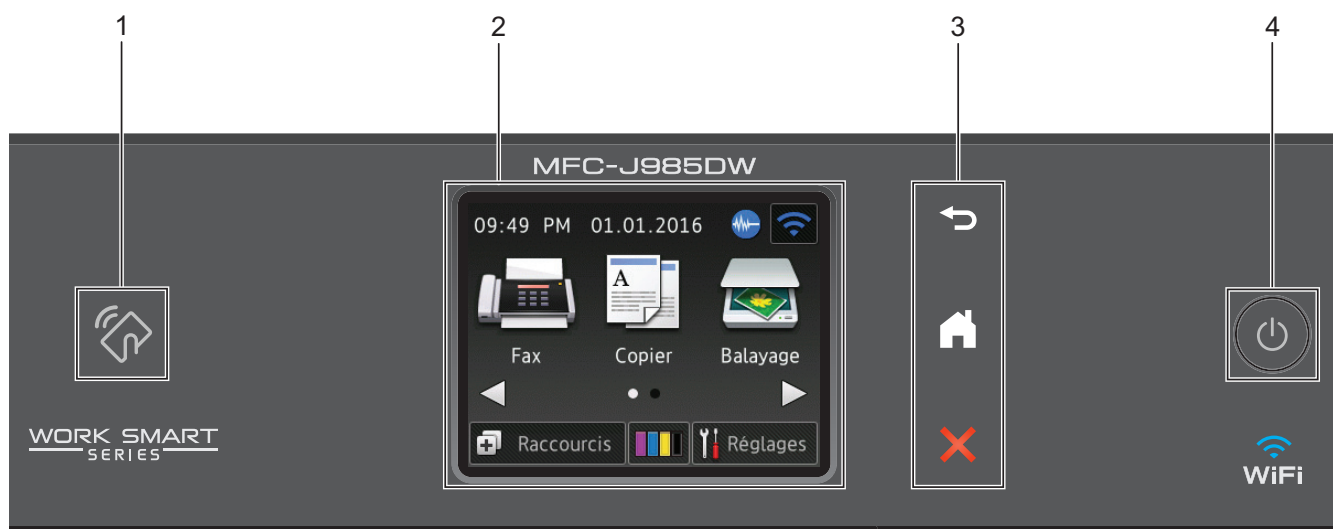 1 2 3 4
MFC-J985DW
09:49 PM 01.01.2016
A
Fax Copier Balayage
Raccourcis Réglages
WORK SMART
SERIES
WiFi